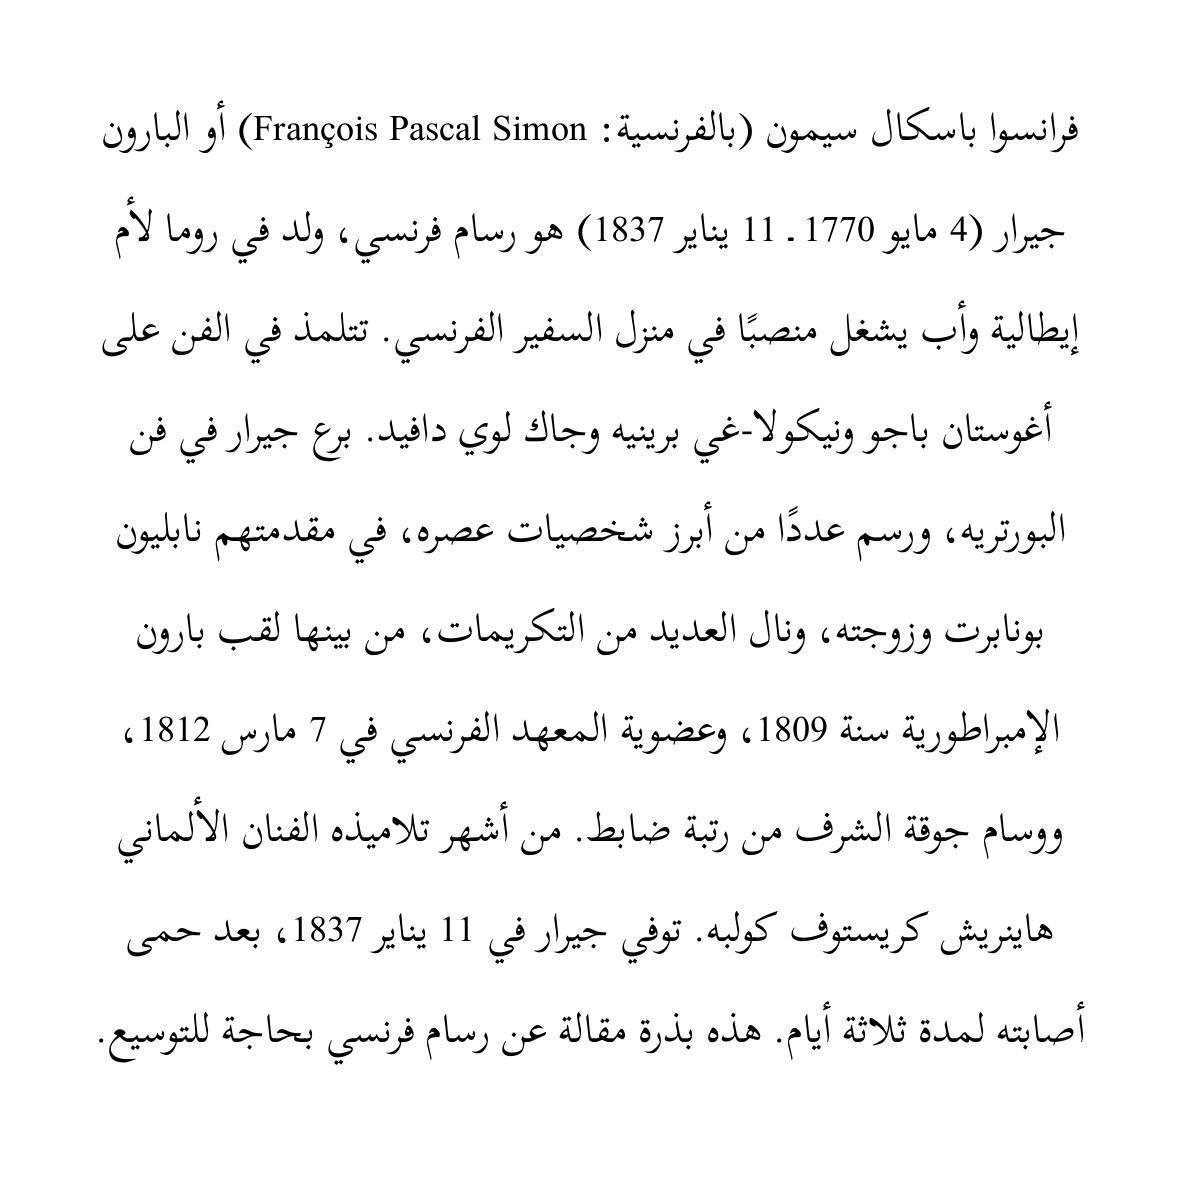 فرانسوا باسكال سيمون (بالفرنسية: François Pascal Simon) أو البارون
جيرار (4 مايو 1770 ـ 11 يناير 1837) هو رسام فرنسي، ولد في روما لأم
إيطالية وأب يشغل منصبًا في منزل السفير الفرنسي. تتلمذ في الفن على
أغوستان باجو ونيكولا-غي برينيه وجاك لوي دافيد. برع جيرار في فن
البورتريه، ورسم عددًا من أبرز شخصيات عصره، في مقدمتهم نابليون
بونابرت وزوجته، ونال العديد من التكريمات، من بينها لقب بارون
الإمبراطورية سنة 1809، وعضوية المعهد الفرنسي في 7 مارس 1812،
ووسام جوقة الشرف من رتبة ضابط. من أشهر تلاميذه الفنان الألماني
هاينريش كريستوف كولبه. توفي جيرار في 11 يناير 1837، بعد حمى
أصابته لمدة ثلاثة أيام. هذه بذرة مقالة عن رسام فرنسي بحاجة للتوسيع.